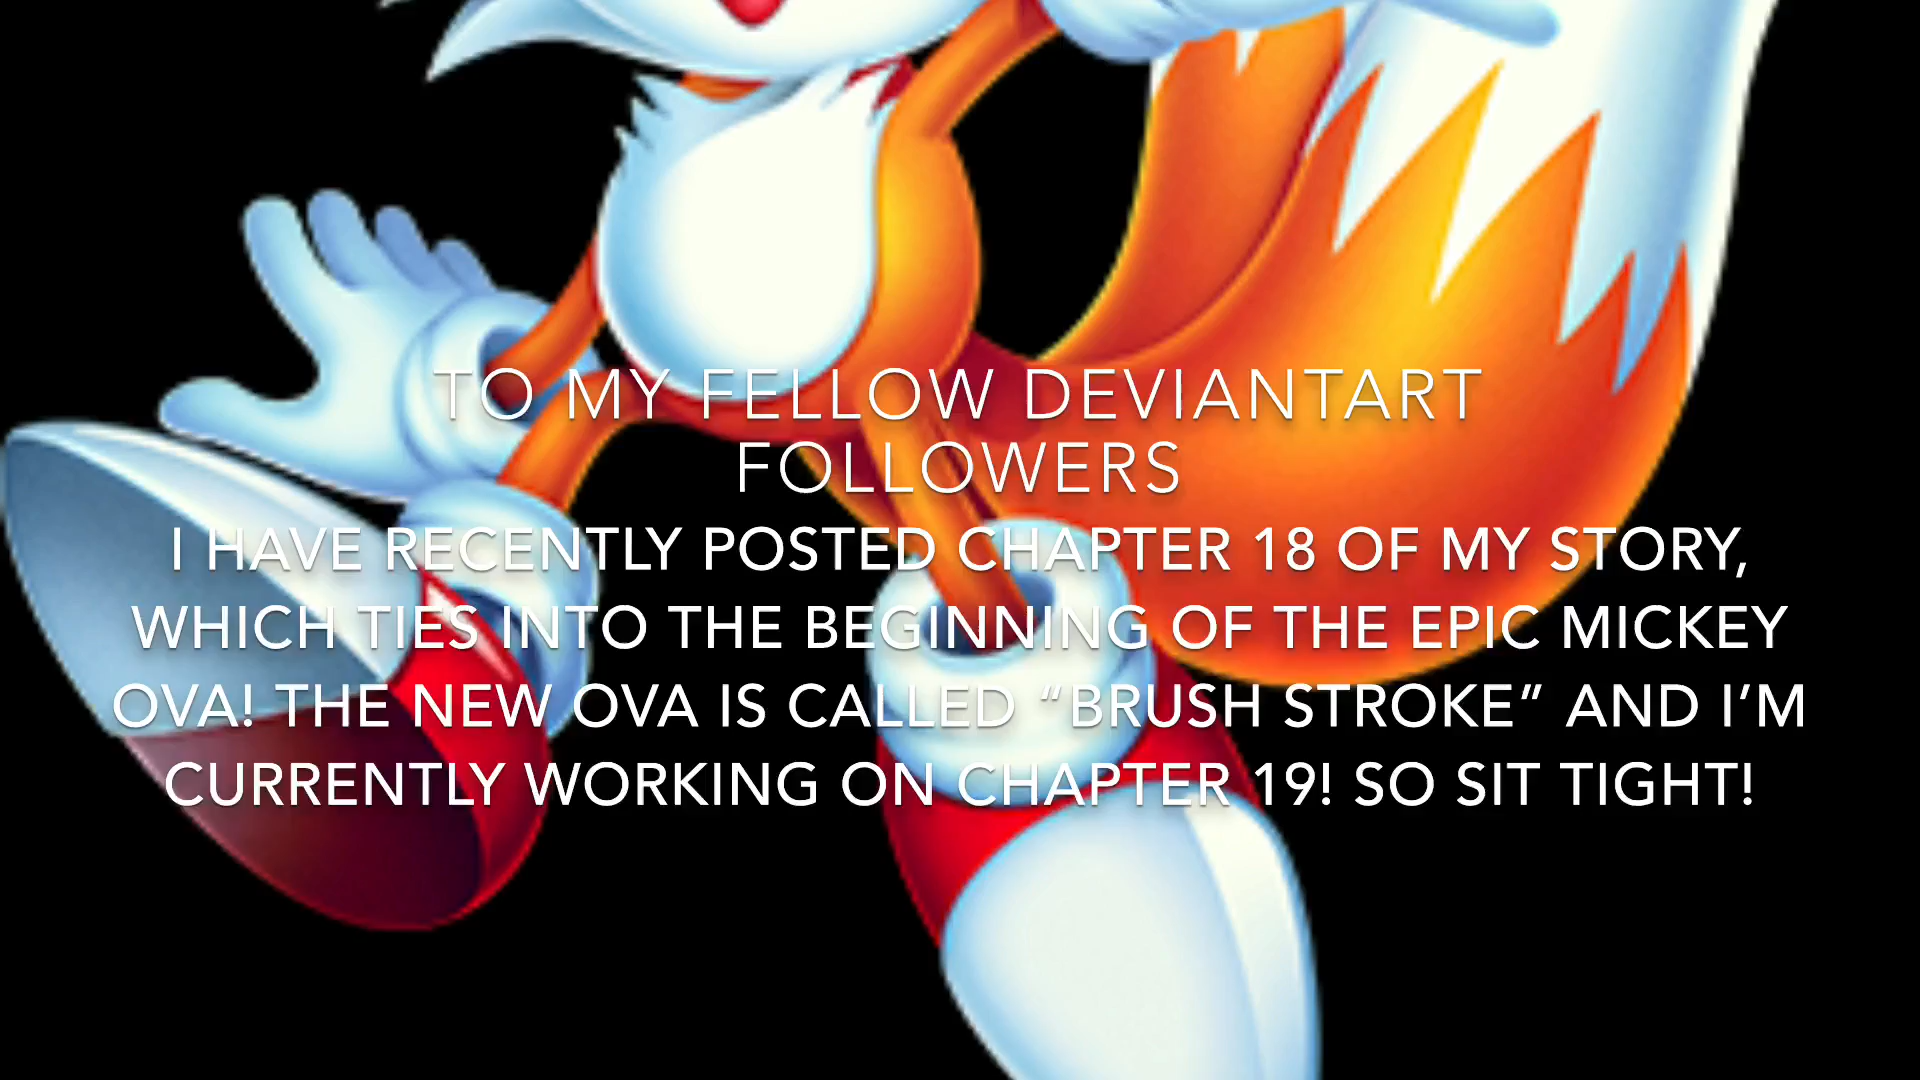 TO MY FELLOW DEVIANTART
FOLLOWERS
I HAVE RECENTLY POSTED CHAPTER 18 OF MY STORY,
WHICH TIES INTO THE BEGINNING OF THE EPIC MICKEY
OVA! THE NEW OVA IS CALLED “BRUSH STROKE” AND I’M
CURRENTLY WORKING ON CHAPTER 19! SO SIT TIGHT!